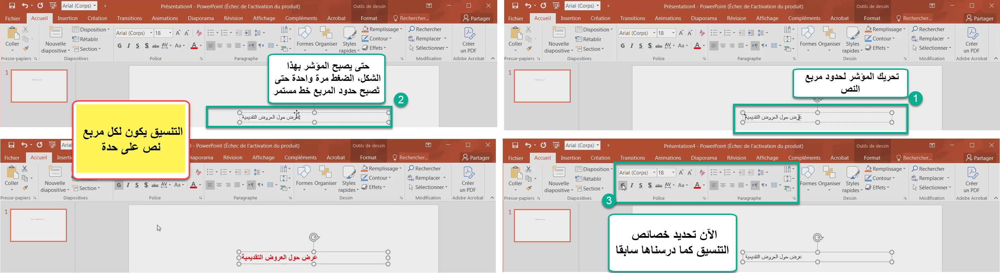 Arial (Corps)
Présentation4 - PowerPoint (Échec de l'activation du produit)
Outils de dessin
Fichier Accueil Insertion Création Transitions Animations Diaporama Révision Affichage Compléments Acrobat Format Rechercher... Partager
Coller
Presse-papiers
Nouvelle diapositive
Disposition
Rétablir
Section
Diapositives
Arial (Corps) 18
G I S S abc AV Aa A
Police
Paragraphe
Formes Organiser Styles rapides
Remplissage
Contour
Effets
Dessin
Rechercher
Remplacer
Sélectionner
Modification
Créer un PDF
Adobe Acrobat
1
تحريك المؤشر لحدود مربع
النص
1
عرض حول العروض التقديمية
Arial (Corps)
Présentation4 - PowerPoint (Échec de l'activation du produit)
Outils de dessin
Fichier Accueil Insertion Création Transitions Animations Diaporama Révision Affichage Compléments Acrobat Format Rechercher... Partager
Coller
Presse-papiers
Nouvelle diapositive
Disposition
Rétablir
Section
Diapositives
Arial (Corps) 18
G I S S abc AV Aa A
Police
Paragraphe
Formes Organiser Styles rapides
Remplissage
Contour
Effets
Rechercher
Remplacer
Sélectionner
Modification
Créer un PDF
Adobe Acrobat
1
حتى يصبح المؤشر بهذا
الشكل، الضغط مرة واحدة حتى
ثصبح حدود المربع خط مستمر
2
عرض حول العروض التقديمية
Arial (Corps)
Présentation4 - PowerPoint (Échec de l'activation du produit)
Outils de dessin
Fichier Accueil Insertion Création Transitions Animations Diaporama Révision Affichage Compléments Acrobat Format Rechercher... Partager
Coller
Presse-papiers
Nouvelle diapositive
Disposition
Rétablir
Section
Diapositives
Arial (Corps) 18
I S S abc AV Aa A
Police
Paragraphe
Formes Organiser Styles rapides
Remplissage
Contour
Effets
Dessin
Rechercher
Remplacer
Sélectionner
Modification
Créer un PDF
Adobe Acrobat
1
3
الآن تحديد خصائص
التنسيق كما درسناها سابقا
عرض حول العروض التقديمية
4 - PowerPoint (Échec de l'activation du produit)
Outils de dessin
Fichier Accueil Révision Affichage Compléments Acrobat Format Rechercher... Partager
Coller
Presse-papiers
Nouvelle diapositive
Section
Diapositives
G I S S abc AV Aa A
Police
Paragraphe
Formes Organiser Styles rapides
Remplissage
Contour
Effets
Dessin
Rechercher
Remplacer
Sélectionner
Modification
Créer un PDF
Adobe Acrobat
1
التنسيق يكون لكل مربع
نص على حدة
عرض حول العروض التقديمية